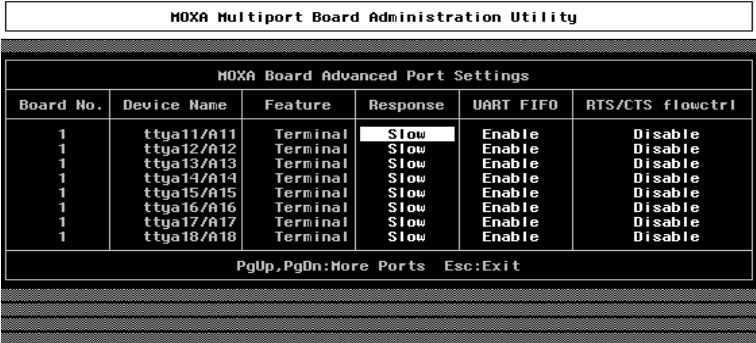 MOXA Multiport Board Administration Utility
MOXA Board Advanced Port Settings
Board No. Device Name Feature Response UART FIFO RTS/CTS flowctrl
1 ttya11/A11 Terminal Slow Enable Disable
1 ttya12/A12 Terminal Slow Enable Disable
1 ttya13/A13 Terminal Slow Enable Disable
1 ttya14/A14 Terminal Slow Enable Disable
1 ttya15/A15 Terminal Slow Enable Disable
1 ttya16/A16 Terminal Slow Enable Disable
1 ttya17/A17 Terminal Slow Enable Disable
1 ttya18/A18 Terminal Slow Enable Disable
PgUp,PgDn:More Ports Esc:Exit